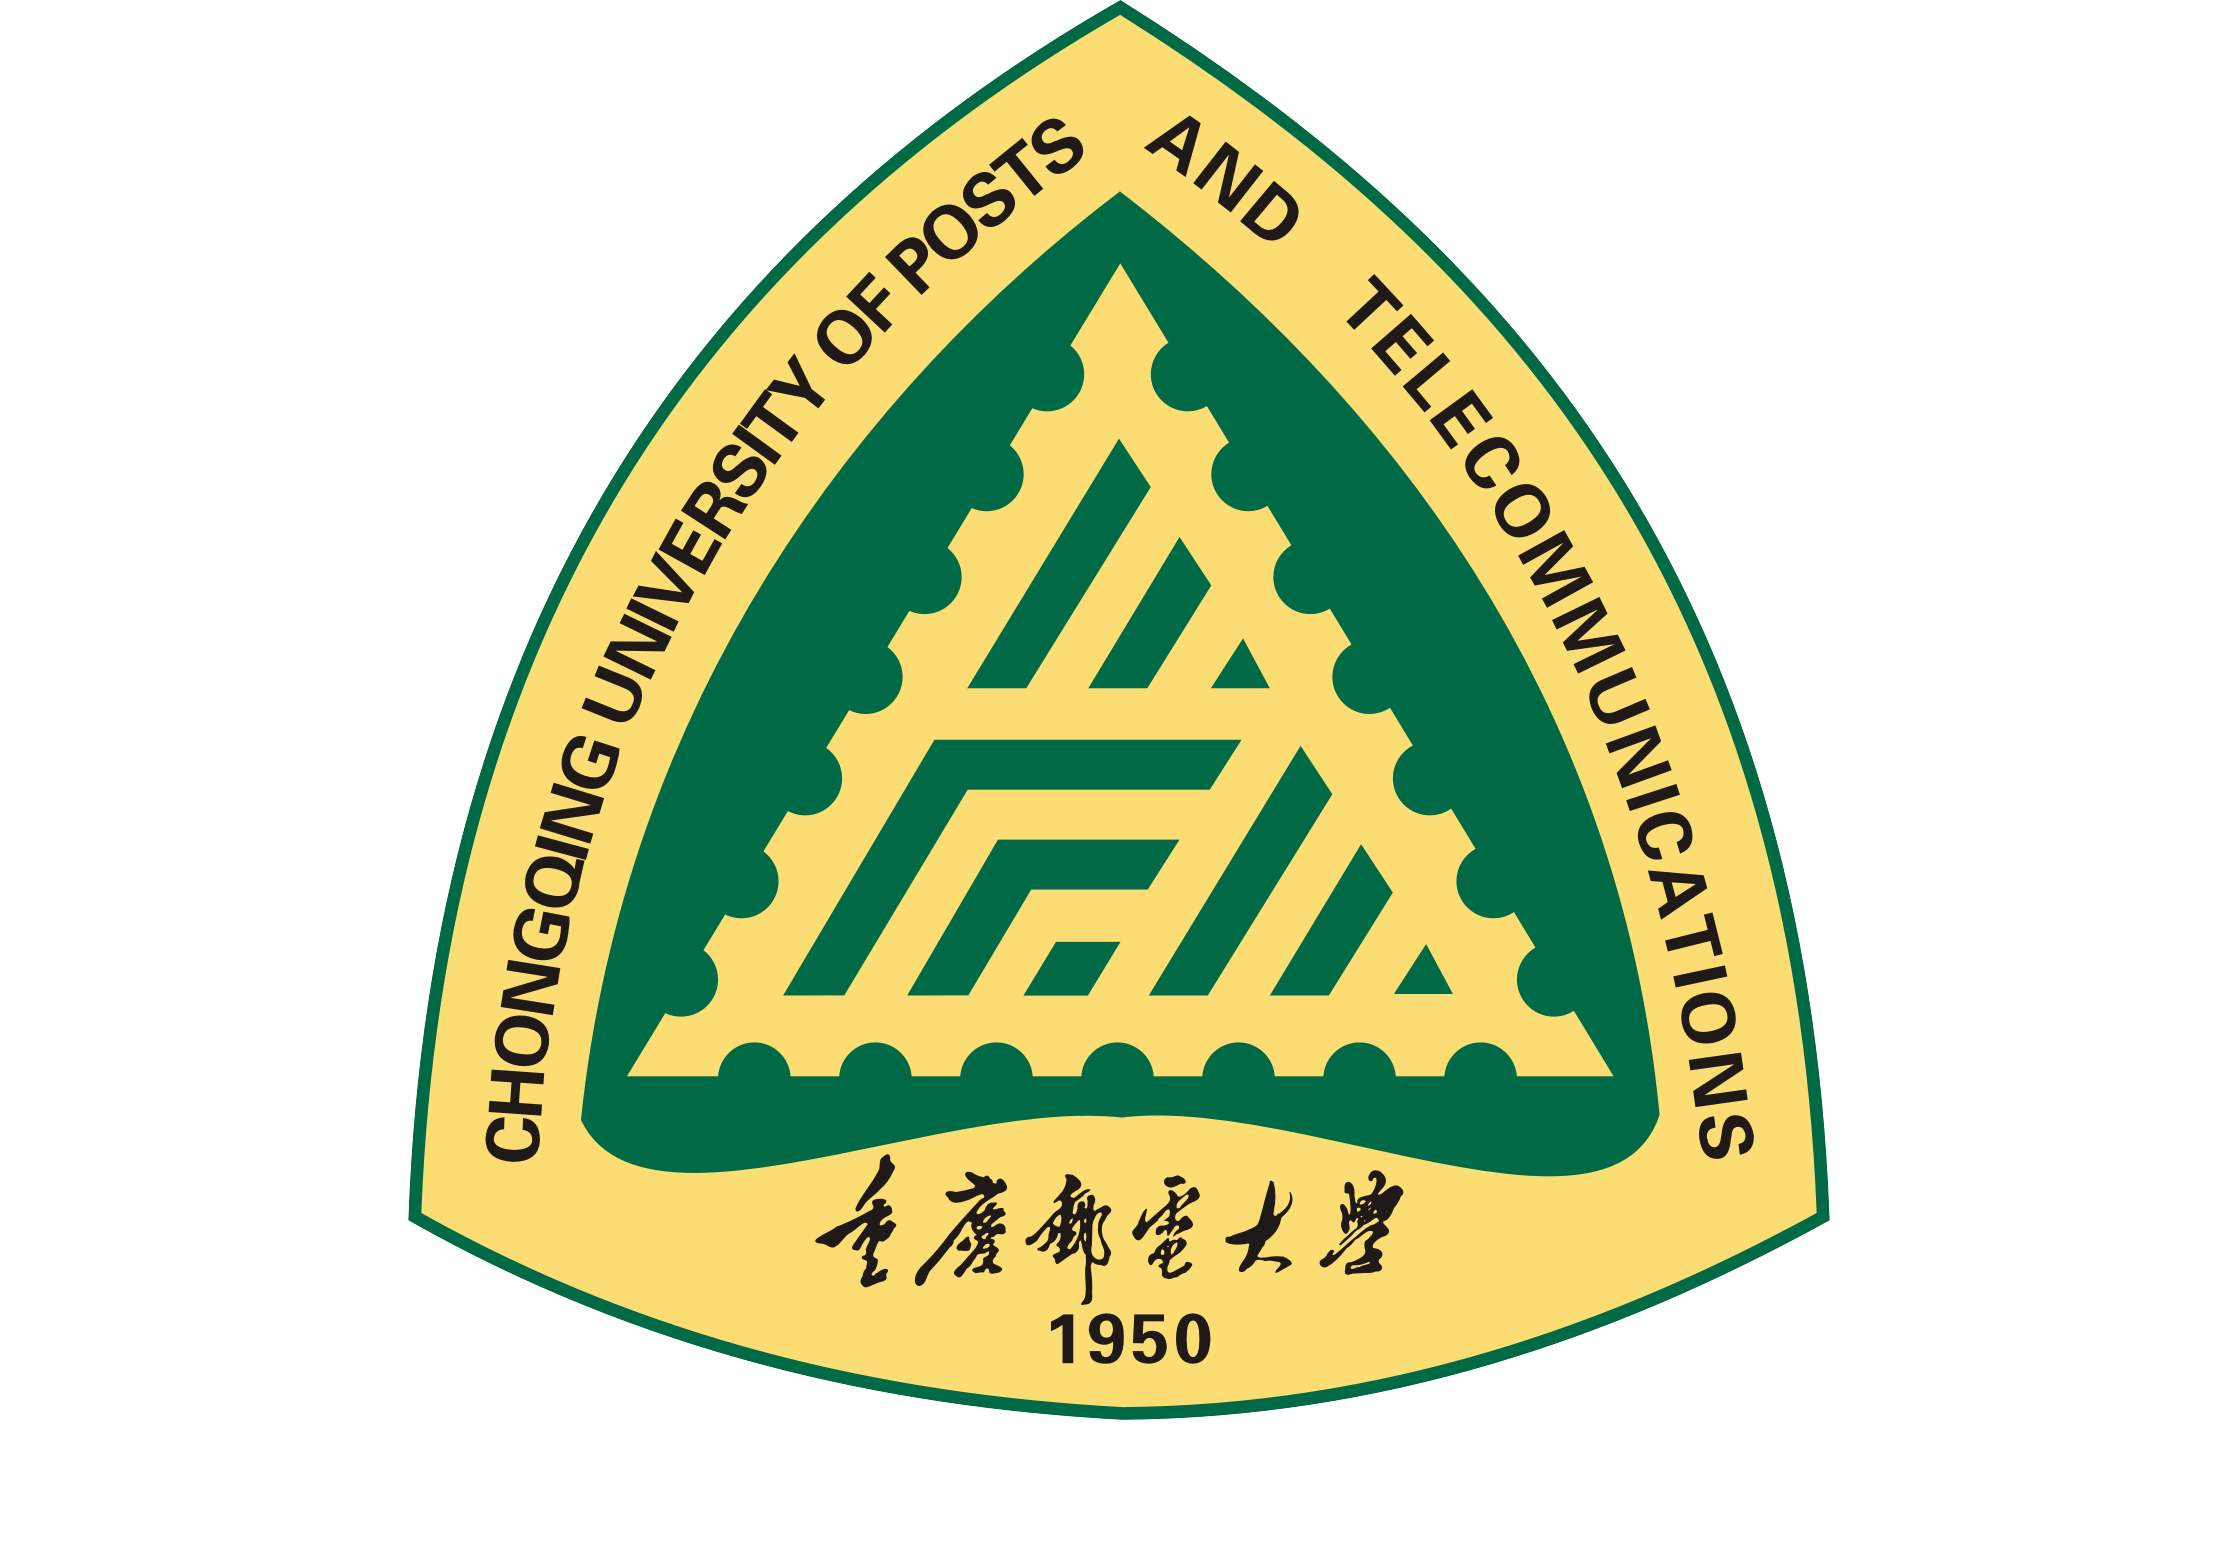 CHONGQING UNIVERSITY OF POSTS AND TELECOMMUNICATIONS
重慶郵電大學
1950